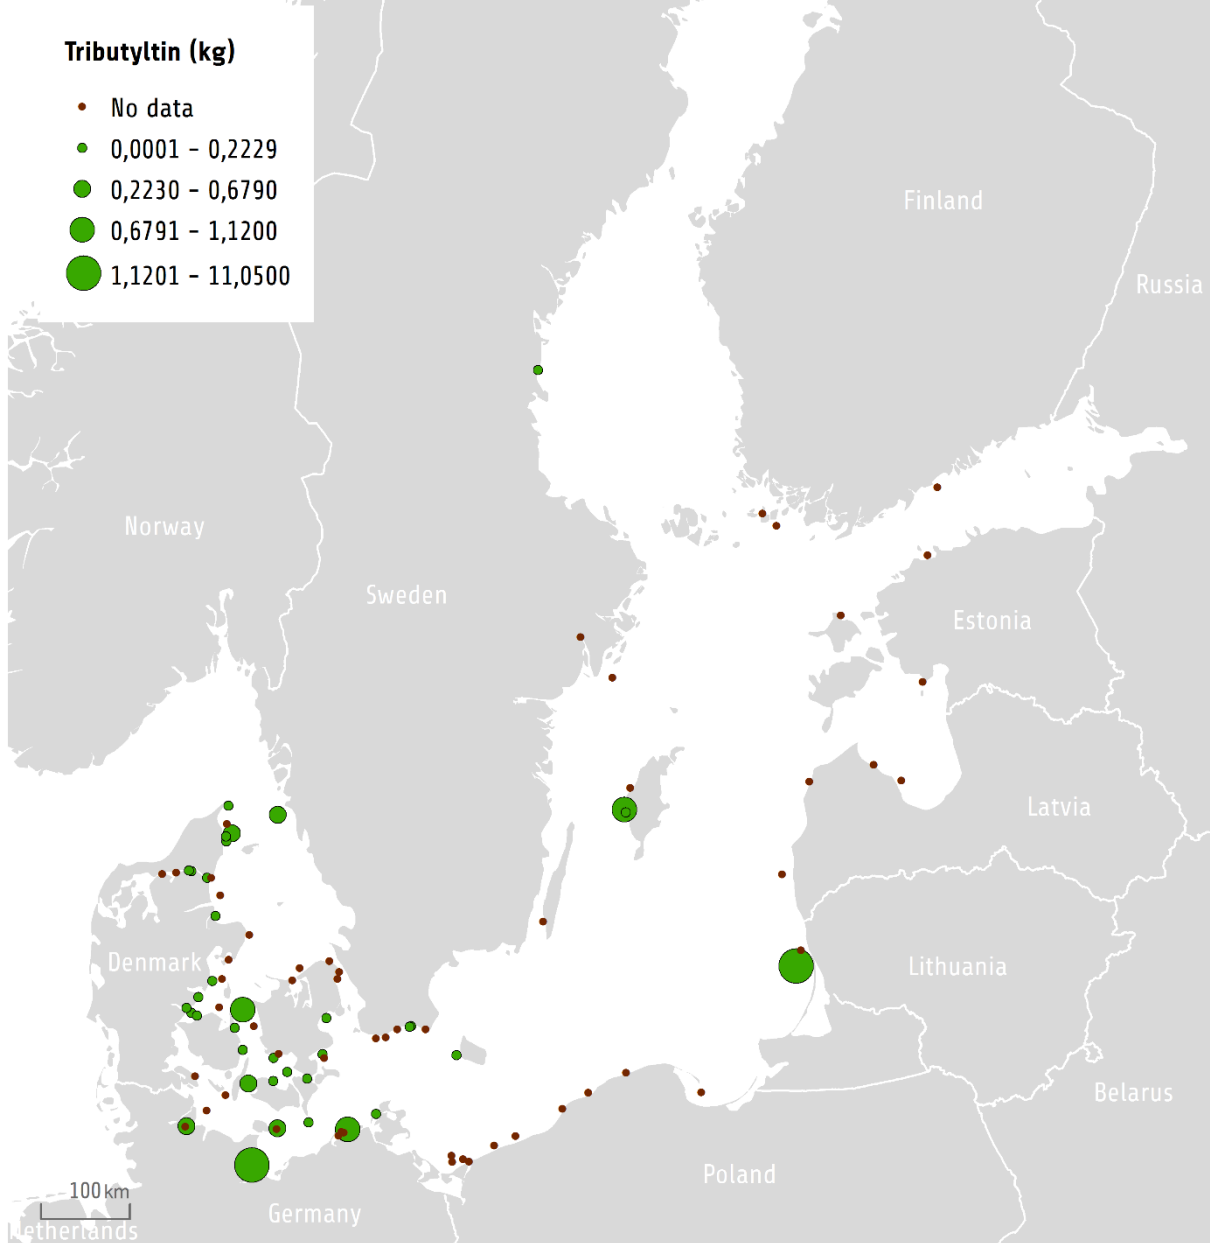 Tributyltin (kg)
No data
0,0001 - 0,2229
0,2230 - 0,6790
0,6791 - 1,1200
1,1201 - 11,0500
Finland
Russia
Norway
Sweden
Estonia
Latvia
Denmark
Lithuania
Belarus
Poland
100 km
Germany
Netherlands